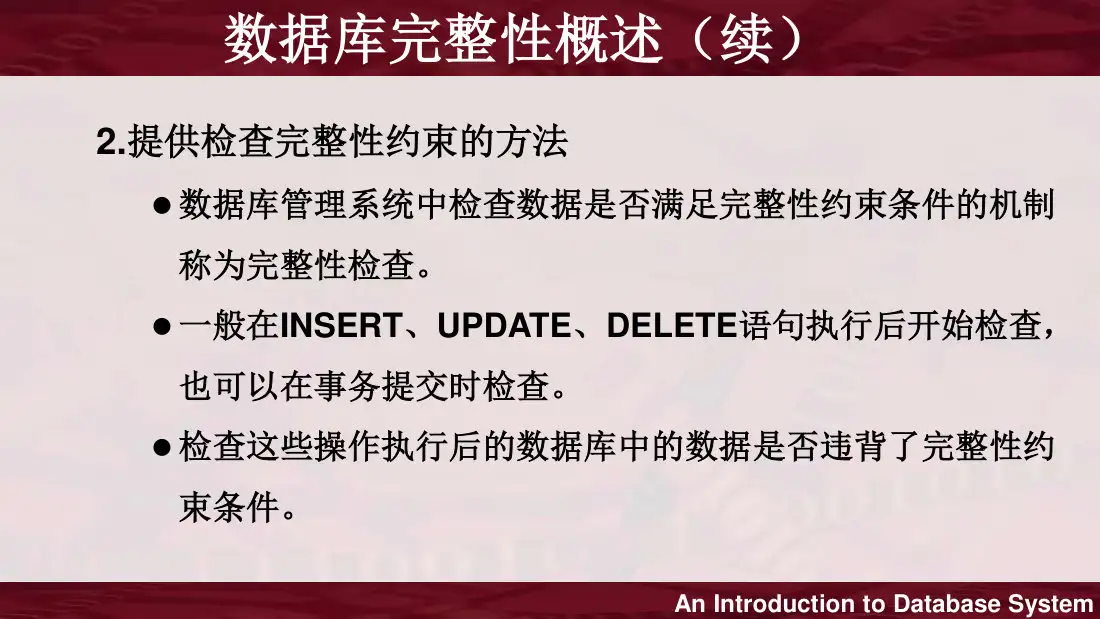 数据库完整性概述（续）
2.提供检查完整性约束的方法
●数据库管理系统中检查数据是否满足完整性约束条件的机制
称为完整性检查。
●一般在INSERT、UPDATE、DELETE语句执行后开始检查，
也可以在事务提交时检查。
●检查这些操作执行后的数据库中的数据是否违背了完整性约
束条件。
An Introduction to Database System